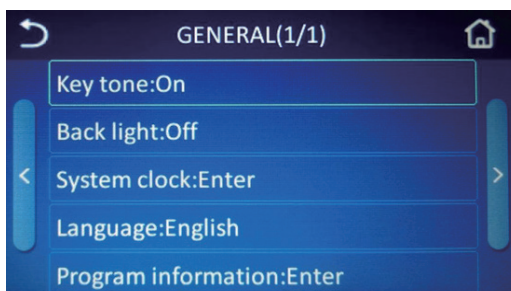 GENERAL(1/1)
Key tone:On
Back light:Off
System clock:Enter
Language:English
Program information:Enter